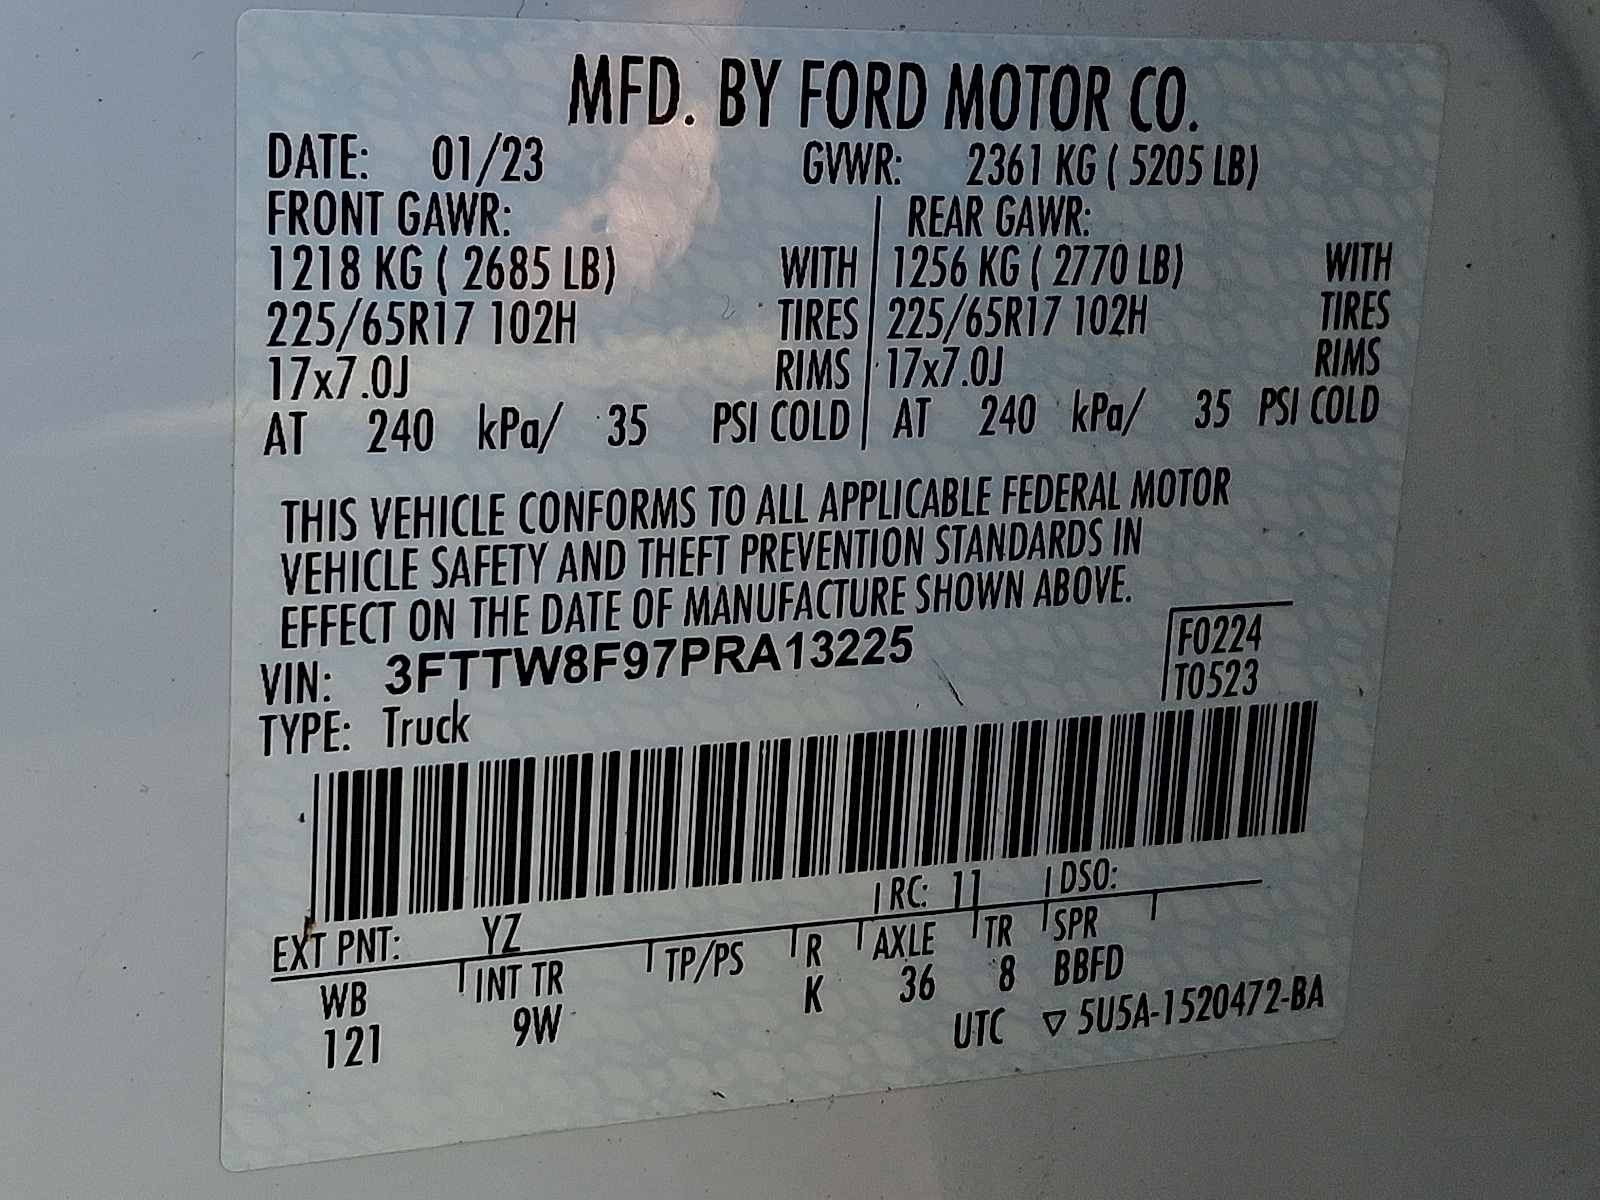 MFD. BY FORD MOTOR CO.
DATE: 01/23 GVWR: 2361 KG ( 5205 LB)
FRONT GAWR: REAR GAWR:
1218 KG ( 2685 LB) WITH 1256 KG ( 2770 LB) WITH
225/65R17 102H TIRES 225/65R17 102H TIRES
17x7.0J RIMS 17x7.0J RIMS
AT 240 kPa/ 35 PSI COLD AT 240 kPa/ 35 PSI COLD
THIS VEHICLE CONFORMS TO ALL APPLICABLE FEDERAL MOTOR
VEHICLE SAFETY AND THEFT PREVENTION STANDARDS IN
EFFECT ON THE DATE OF MANUFACTURE SHOWN ABOVE.
VIN: 3FTTW8F97PRA13225 F0224
TYPE: Truck T0523
EXT PNT: YZ RC: 11 DSO:
WB INT TR TP/PS R AXLE TR SPR
121 9W K 36 8 BBFD
UTC ▽ 5U5A-1520472-BA